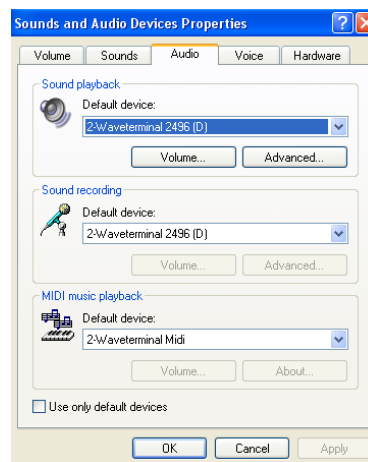 Sounds and Audio Devices Properties
Volume Sounds Audio Voice Hardware
Sound playback
Default device:
2-Waveterminal 2496 (D)
Volume... Advanced...
Sound recording
Default device:
2-Waveterminal 2496 (D)
Volume... Advanced...
MIDI music playback
Default device:
2-Waveterminal Midi
Volume... About...
Use only default devices
OK Cancel Apply